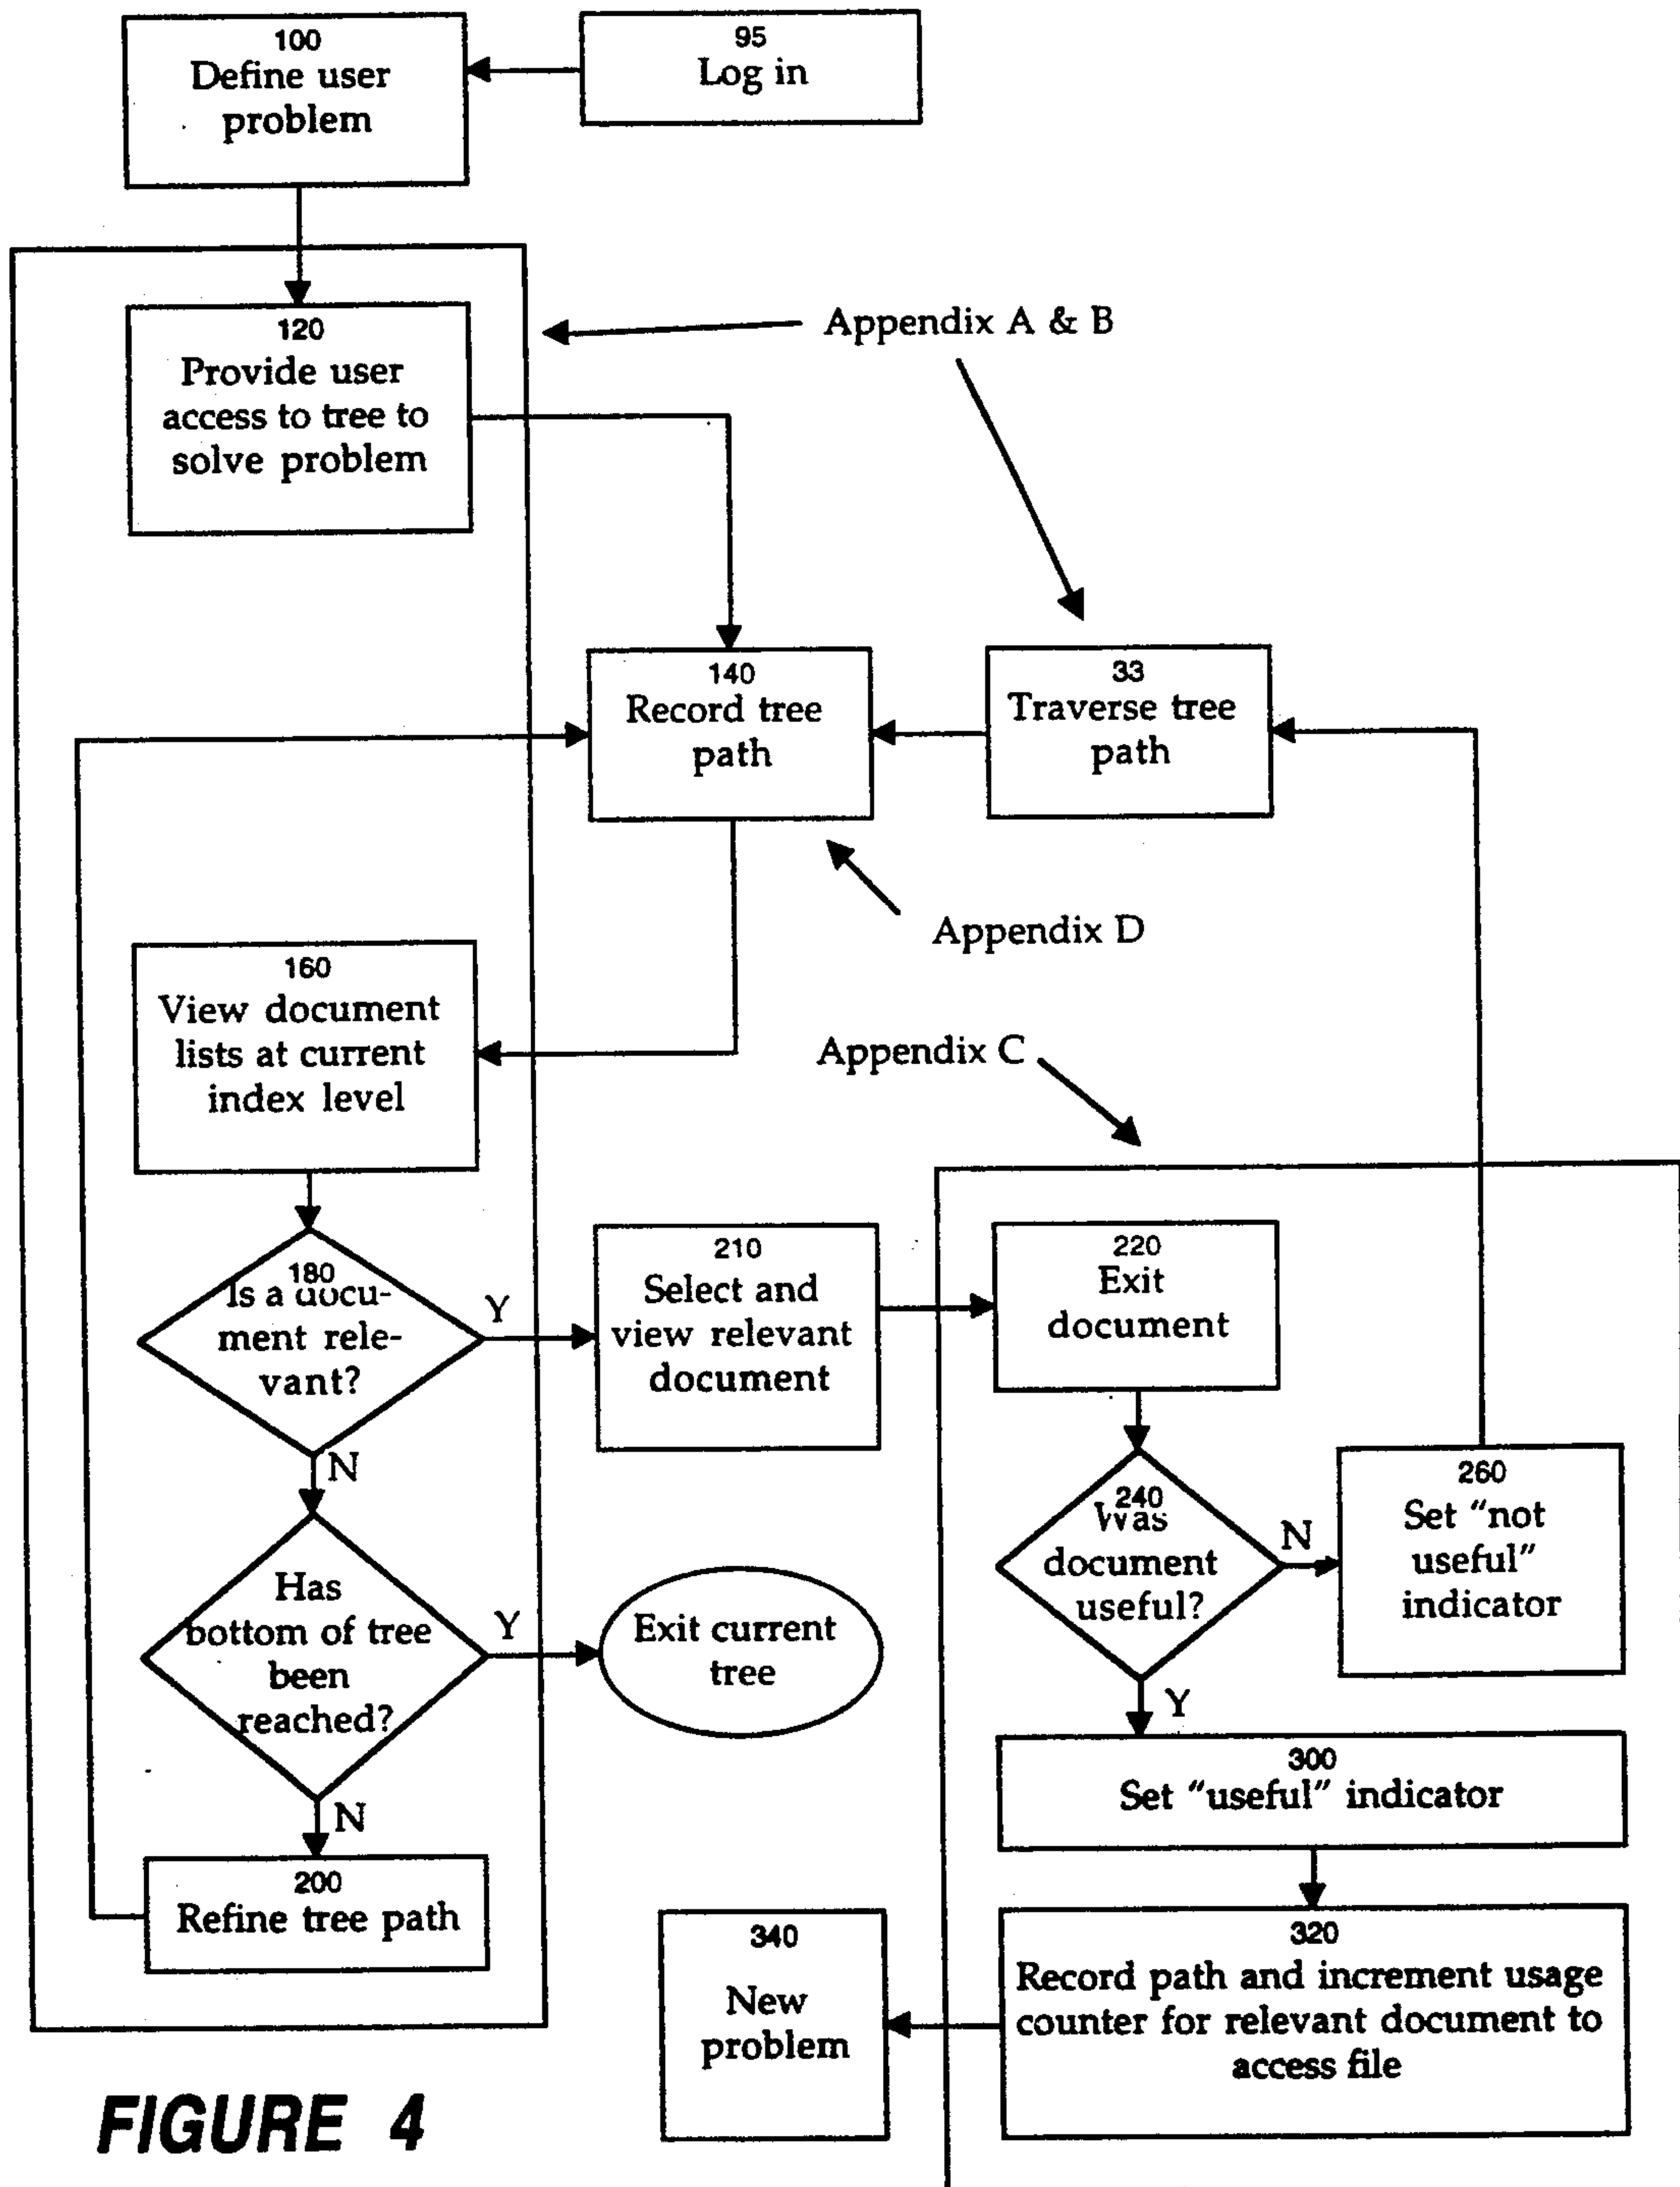 100
Define user
problem
95
Log in
120
Provide user
access to tree to
solve problem
Appendix A & B
140
Record tree
path
33
Traverse tree
path
Appendix D
160
View document
lists at current
index level
Appendix C
180
Is a docu-
ment rele-
vant?
Y
N
210
Select and
view relevant
document
220
Exit
document
240
Was
document
useful?
N
Y
260
Set "not
useful"
indicator
Has
bottom of tree
been
reached?
Y
N
Exit current
tree
300
Set "useful" indicator
200
Refine tree path
340
New
problem
320
Record path and increment usage
counter for relevant document to
access file
FIGURE 4